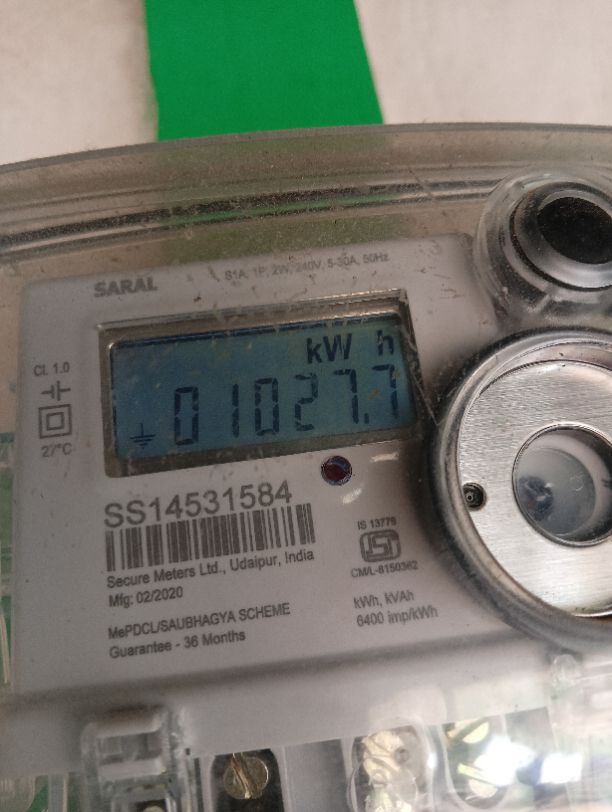 SARAL
S1A, 1P, 2W, 240V, 5-30A, 50Hz
Cl. 1.0
27°C
kW h
01027.7
SS14531584
Secure Meters Ltd., Udaipur, India
Mfg: 02/2020
MePDCL/SAUBHAGYA SCHEME
Guarantee - 36 Months
IS 13779
ISI
CM/L-8150362
kWh, kVAh
6400 imp/kWh